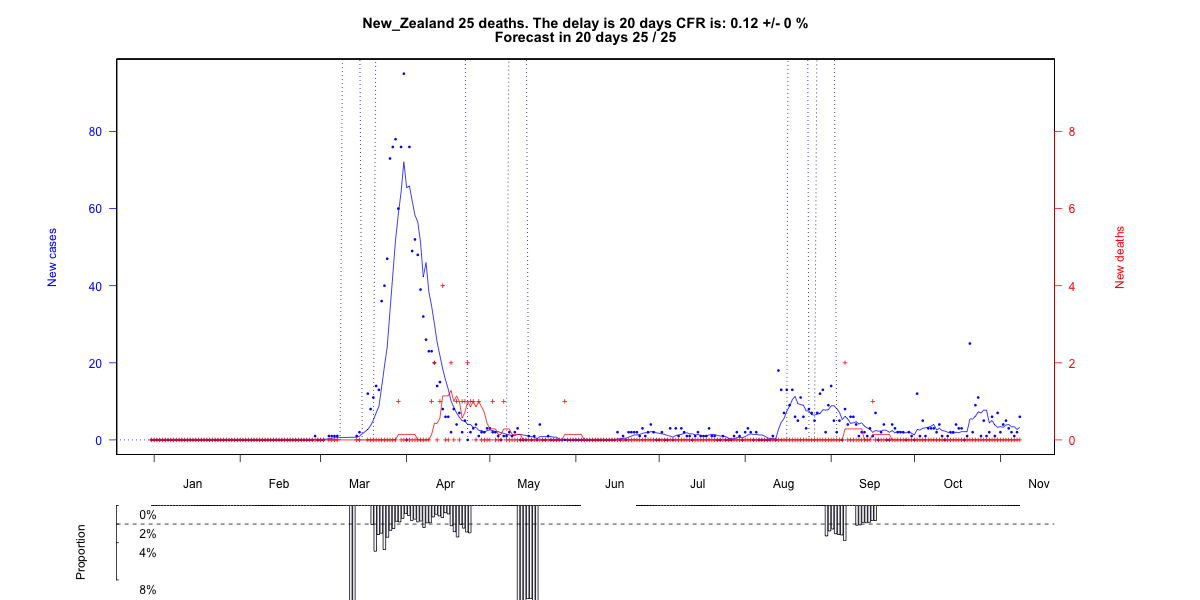 New_Zealand 25 deaths. The delay is 20 days CFR is: 0.12 +/- 0 %
Forecast in 20 days 25 / 25
80
60
40
20
0
New cases
8
6
4
2
0
New deaths
Jan Feb Mar Apr May Jun Jul Aug Sep Oct Nov
0%
2%
4%
8%
Proportion